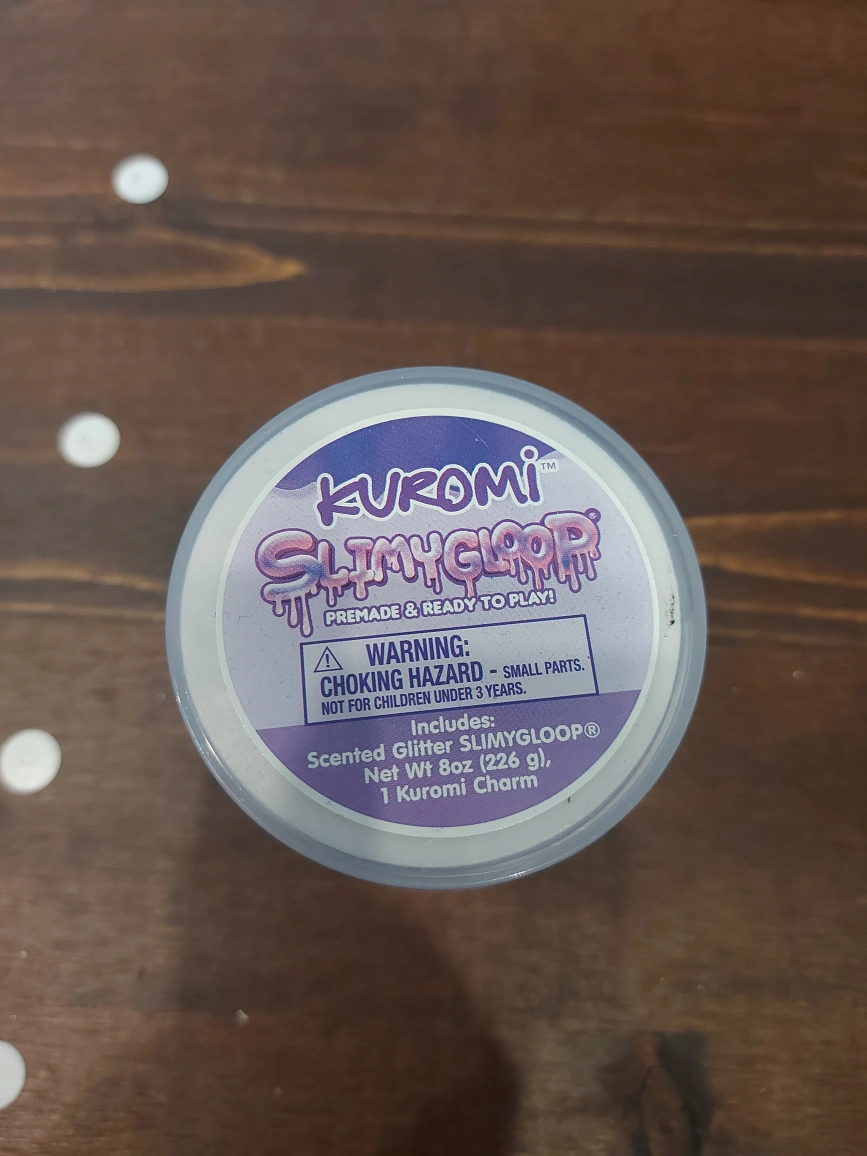 KUROMi™
SLIMYGLOOP®
PREMADE & READY TO PLAY!
⚠ WARNING:
CHOKING HAZARD - SMALL PARTS.
NOT FOR CHILDREN UNDER 3 YEARS.
Includes:
Scented Glitter SLIMYGLOOP®
Net Wt 8oz (226 g),
1 Kuromi Charm